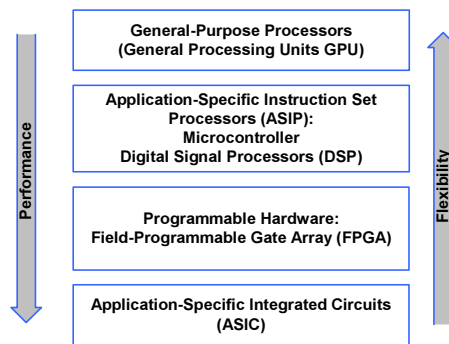 General-Purpose Processors
(General Processing Units GPU)
Application-Specific Instruction Set
Processors (ASIP):
Microcontroller
Digital Signal Processors (DSP)
Programmable Hardware:
Field-Programmable Gate Array (FPGA)
Application-Specific Integrated Circuits
(ASIC)
Performance
Flexibility